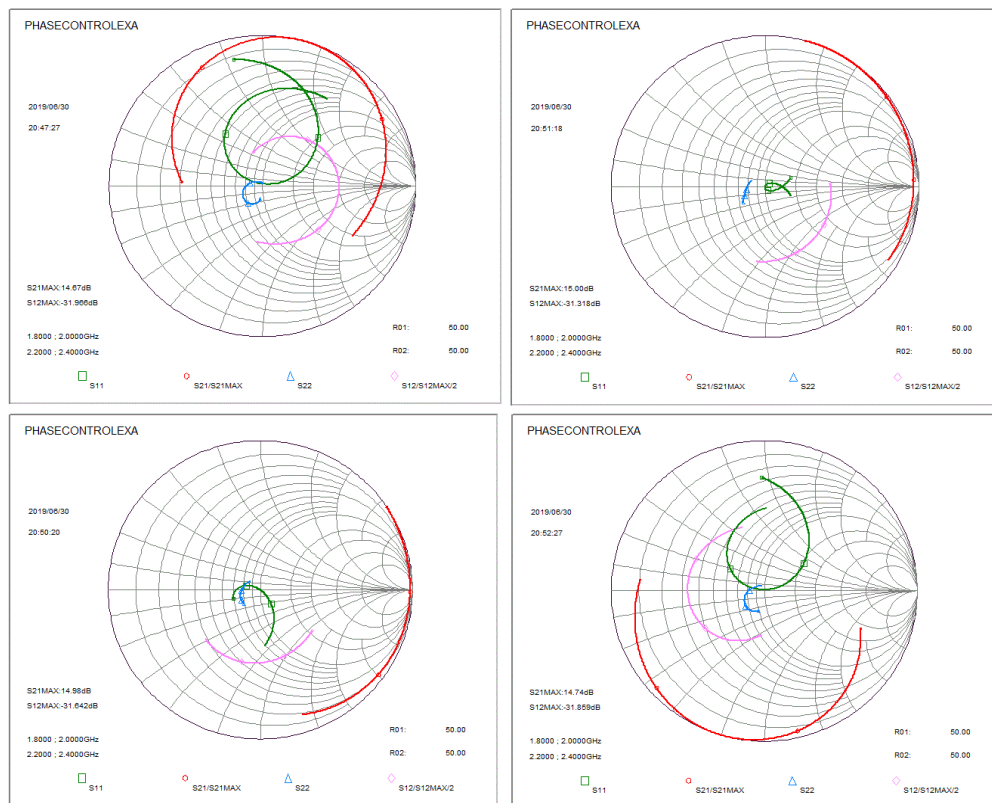 PHASECONTROLEXA
2019/06/30
20:47:27
S21MAX:14.67dB
S12MAX:-31.966dB
R01: 50.00
1.8000 ; 2.0000GHz
R02: 50.00
2.2000 ; 2.4000GHz
S11 S21/S21MAX S22 S12/S12MAX/2
PHASECONTROLEXA
2019/06/30
20:51:18
S21MAX:15.00dB
S12MAX:-31.318dB
R01: 50.00
1.8000 ; 2.0000GHz
R02: 50.00
2.2000 ; 2.4000GHz
S11 S21/S21MAX S22 S12/S12MAX/2
PHASECONTROLEXA
2019/06/30
20:50:20
S21MAX:14.98dB
S12MAX:-31.642dB
R01: 50.00
1.8000 ; 2.0000GHz
R02: 50.00
2.2000 ; 2.4000GHz
S11 S21/S21MAX S22 S12/S12MAX/2
PHASECONTROLEXA
2019/06/30
20:52:27
S21MAX:14.74dB
S12MAX:-31.859dB
R01: 50.00
1.8000 ; 2.0000GHz
R02: 50.00
2.2000 ; 2.4000GHz
S11 S21/S21MAX S22 S12/S12MAX/2